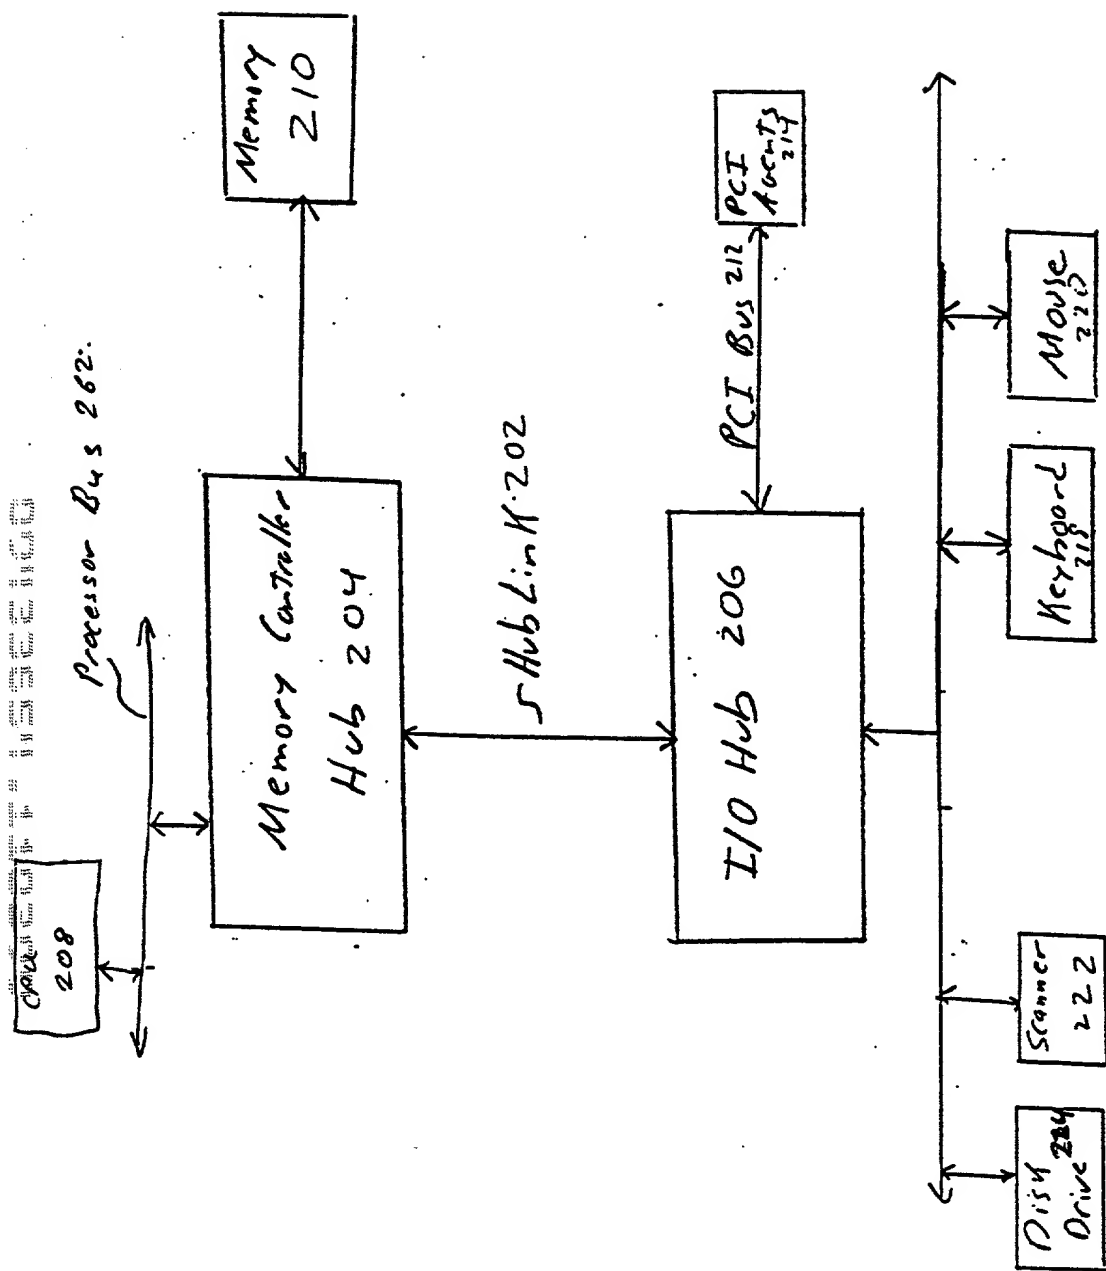 CPU
208
Processor Bus 262.
Memory Controller
Hub 204
Memory
210
Hub Link 202
I/O Hub 206
PCI Bus 212
PCI
Agents
214
Disk
Drive 224
Scanner
222
Keyboard
218
Mouse
220